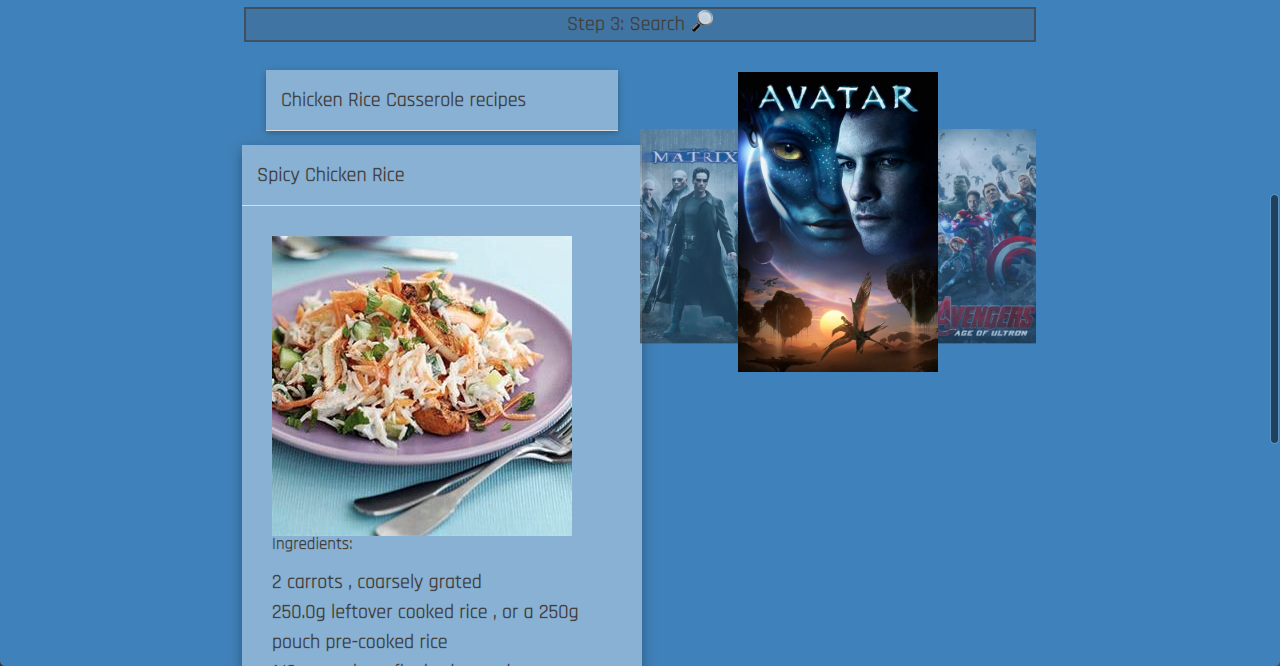 Step 3: Search 🔎
Chicken Rice Casserole recipes
Spicy Chicken Rice
MATRIX
AVATAR
AVENGERS
AGE OF ULTRON
Ingredients:
2 carrots , coarsely grated
250.0g leftover cooked rice , or a 250g
pouch pre-cooked rice